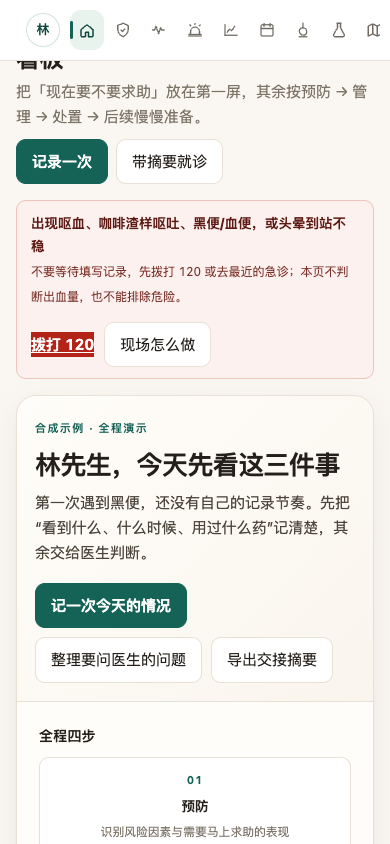 林
看板
把「现在要不要求助」放在第一屏，其余按预防 → 管
理 → 处置 → 后续慢慢准备。
记录一次
带摘要就诊
出现呕血、咖啡渣样呕吐、黑便/血便，或头晕到站不
稳
不要等待填写记录，先拨打 120 或去最近的急诊；本页不判
断出血量，也不能排除危险。
拨打 120
现场怎么做
合成示例 · 全程演示
林先生，今天先看这三件事
第一次遇到黑便，还没有自己的记录节奏。先把
“看到什么、什么时候、用过什么药”记清楚，其
余交给医生判断。
记一次今天的情况
整理要问医生的问题
导出交接摘要
全程四步
01
预防
识别风险因素与需要马上求助的表现